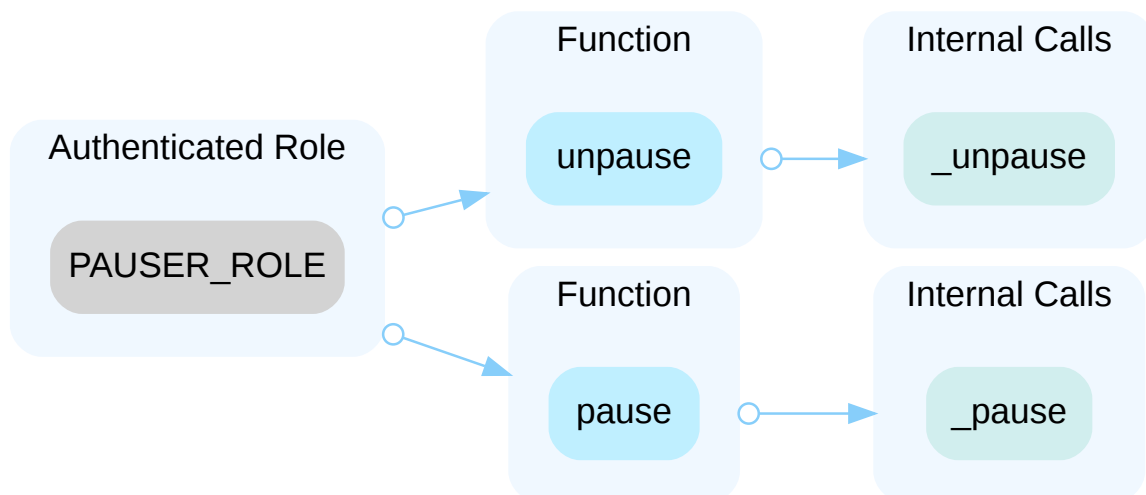 Authenticated Role
PAUSER_ROLE
Function
unpause
Internal Calls
_unpause
Function
pause
Internal Calls
_pause